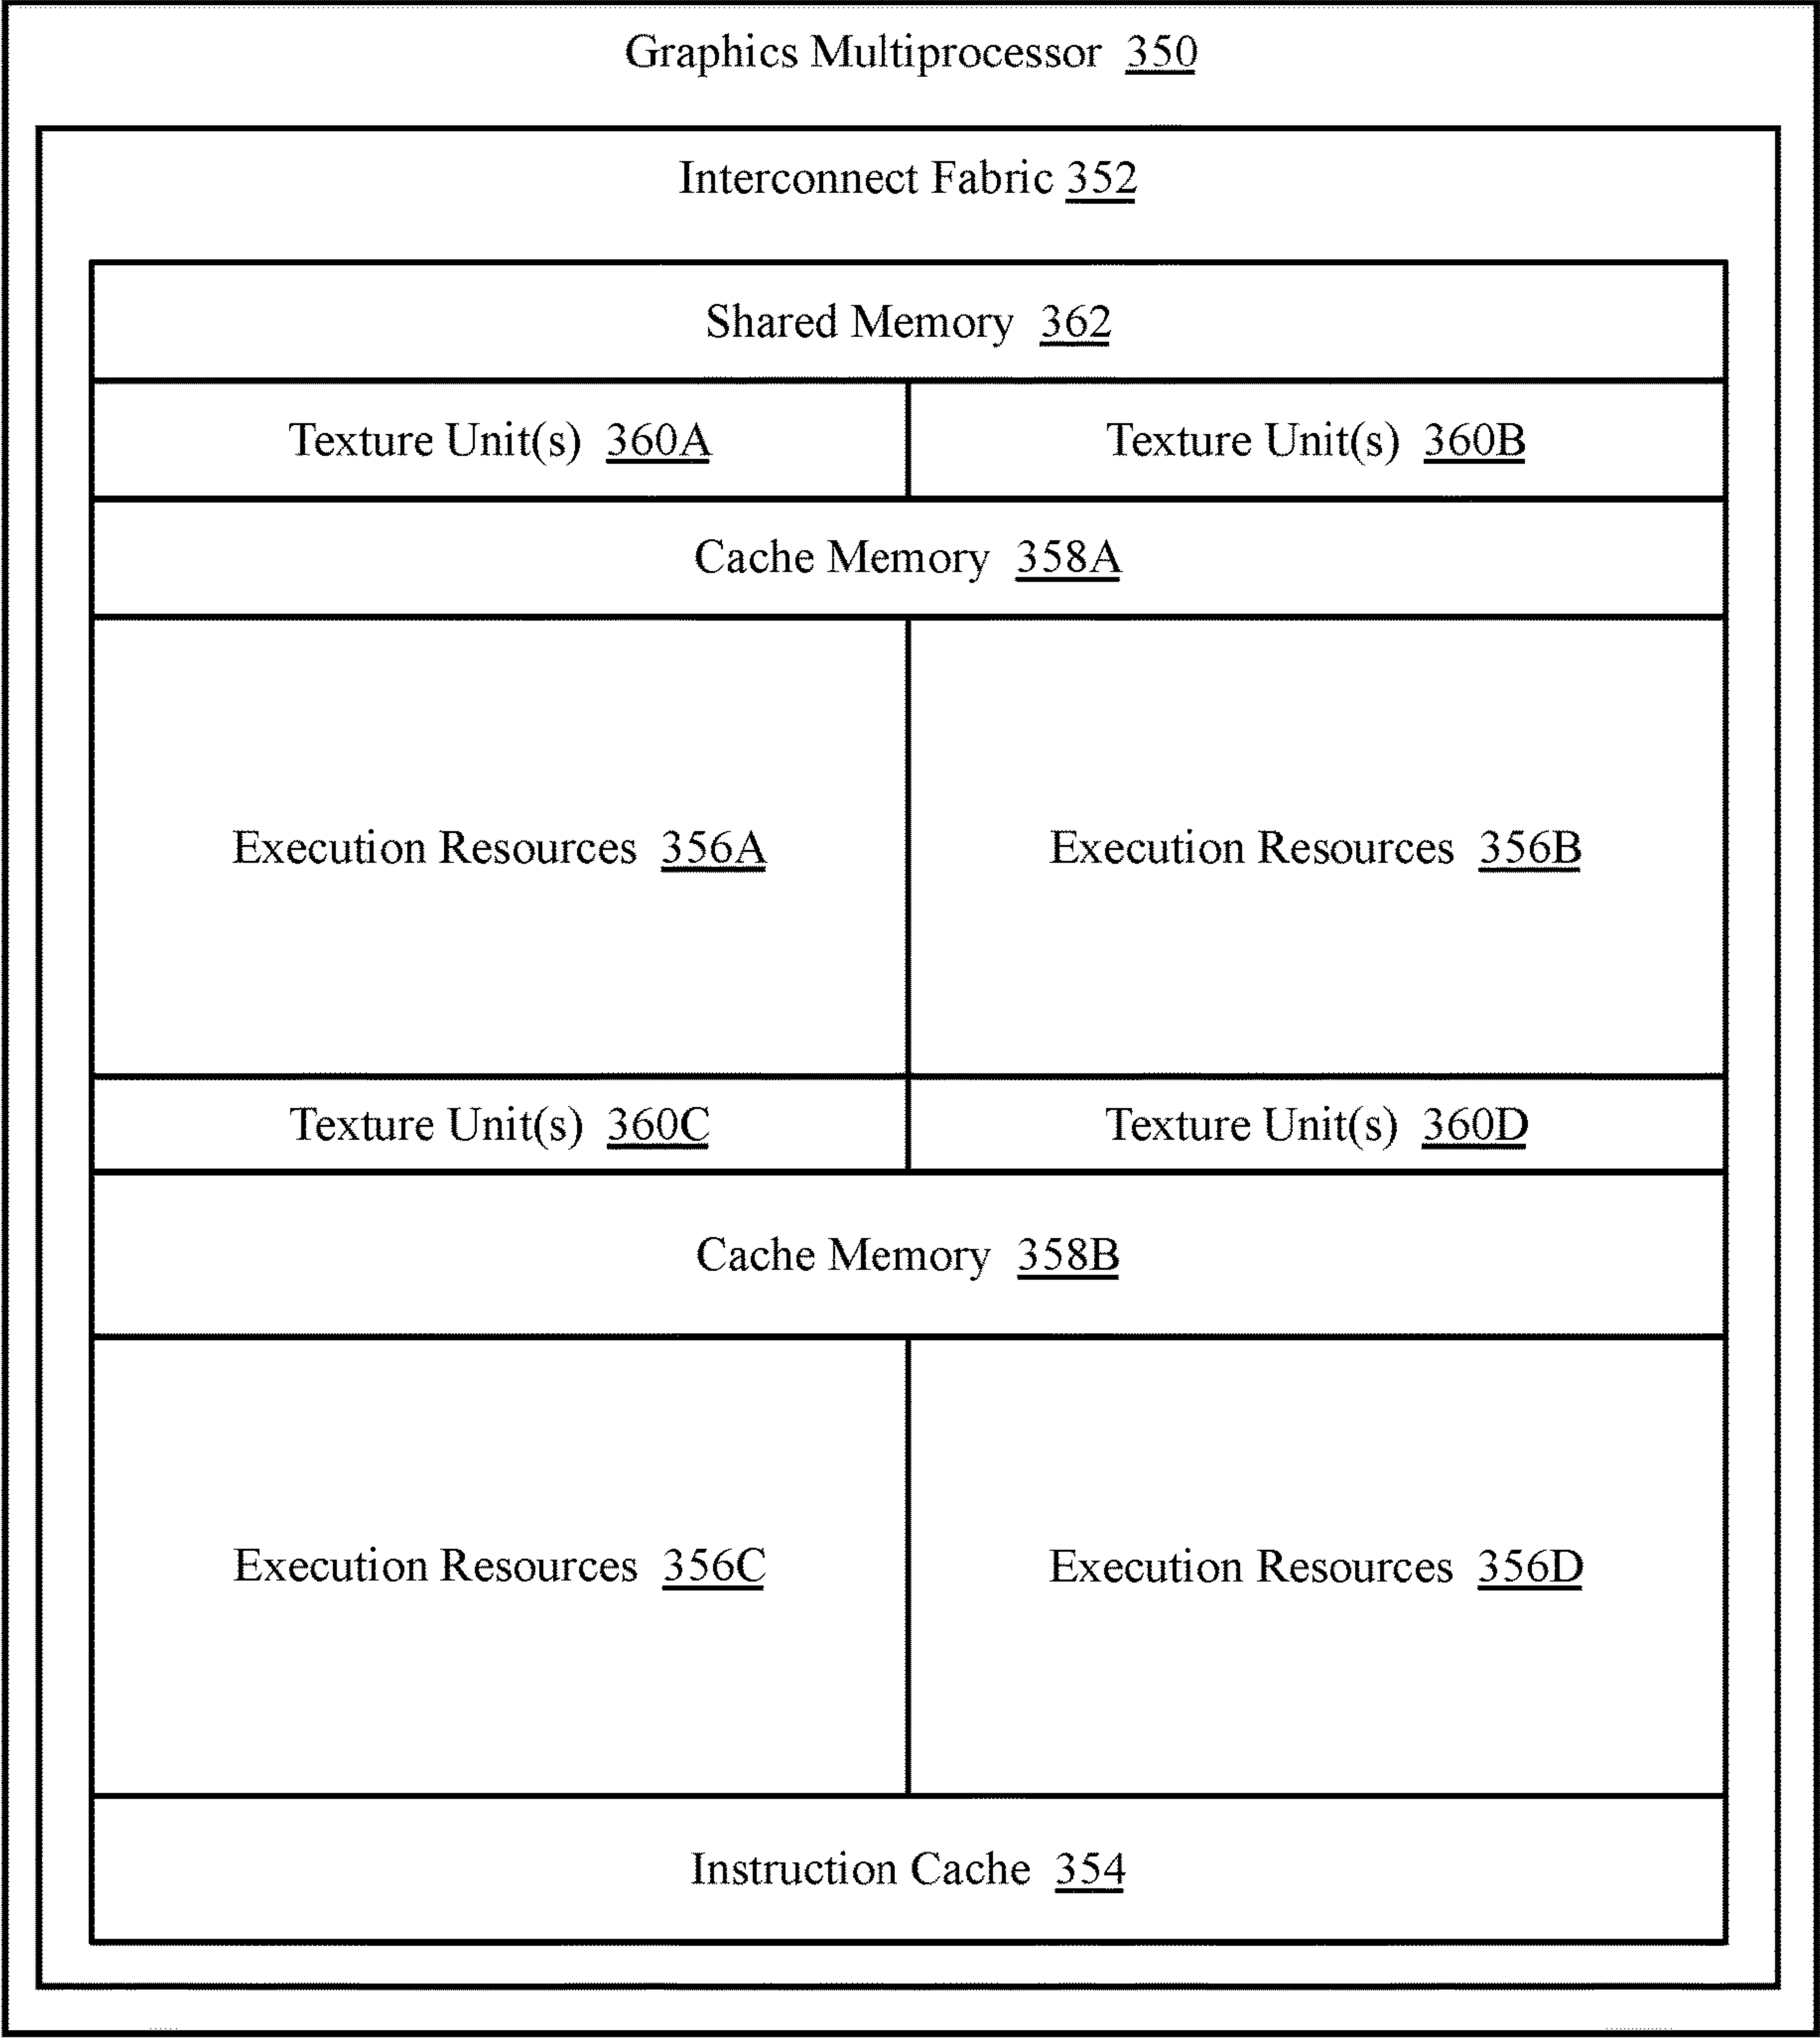 Graphics Multiprocessor 350
Interconnect Fabric 352
Shared Memory 362
Texture Unit(s) 360A
Texture Unit(s) 360B
Cache Memory 358A
Execution Resources 356A
Execution Resources 356B
Texture Unit(s) 360C
Texture Unit(s) 360D
Cache Memory 358B
Execution Resources 356C
Execution Resources 356D
Instruction Cache 354